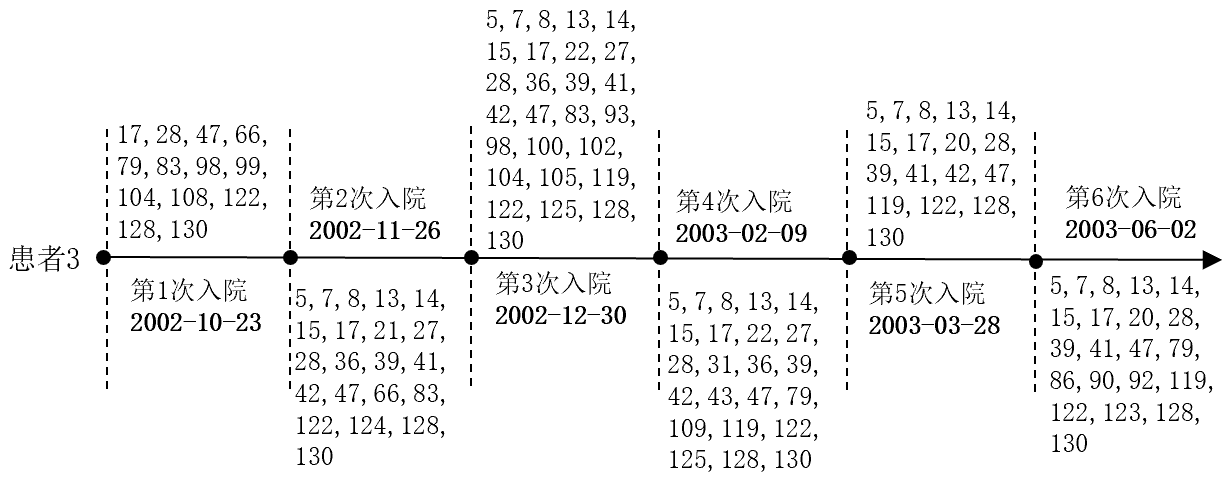 患者3
17, 28, 47, 66,
79, 83, 98, 99,
104, 108, 122,
128, 130
第1次入院
2002-10-23
第2次入院
2002-11-26
5, 7, 8, 13, 14,
15, 17, 21, 27,
28, 36, 39, 41,
42, 47, 66, 83,
122, 124, 128,
130
5, 7, 8, 13, 14,
15, 17, 22, 27,
28, 36, 39, 41,
42, 47, 83, 93,
98, 100, 102,
104, 105, 119,
122, 125, 128,
130
第3次入院
2002-12-30
第4次入院
2003-02-09
5, 7, 8, 13, 14,
15, 17, 22, 27,
28, 31, 36, 39,
42, 43, 47, 79,
109, 119, 122,
125, 128, 130
5, 7, 8, 13, 14,
15, 17, 20, 28,
39, 41, 42, 47,
119, 122, 128,
130
第5次入院
2003-03-28
第6次入院
2003-06-02
5, 7, 8, 13, 14,
15, 17, 20, 28,
39, 41, 47, 79,
86, 90, 92, 119,
122, 123, 128,
130